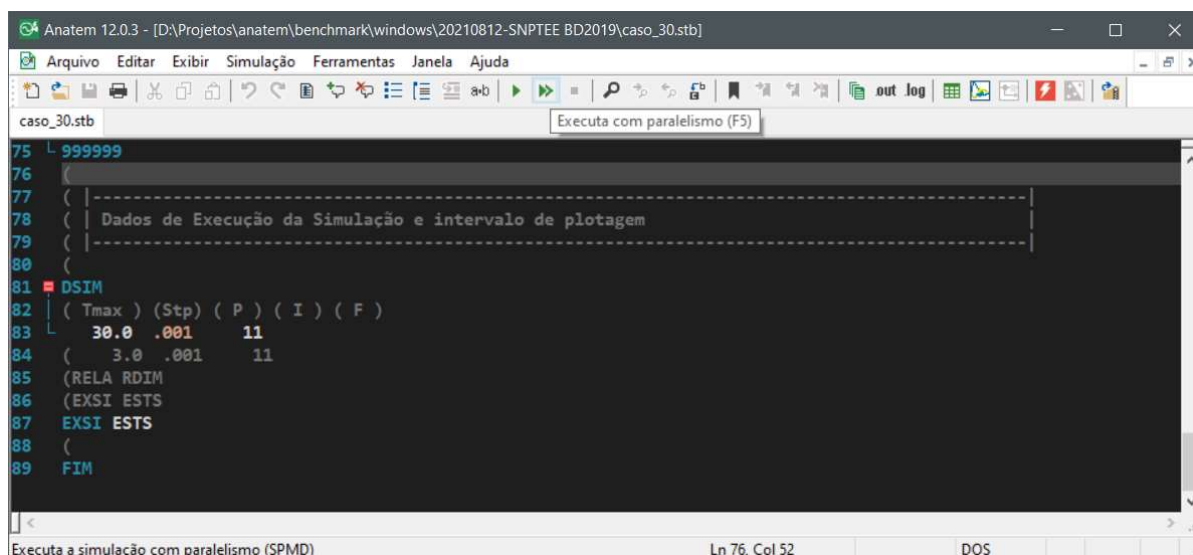 Anatem 12.0.3 - [D:\Projetos\anatem\benchmark\windows\20210812-SNPTEE BD2019\caso_30.stb]
Arquivo Editar Exibir Simulação Ferramentas Janela Ajuda
a•b .out .log
caso_30.stb
Executa com paralelismo (F5)
75 999999
76 (
77 ( |---------------------------------------------------------------------------------------------|
78 ( | Dados de Execução da Simulação e intervalo de plotagem |
79 ( |---------------------------------------------------------------------------------------------|
80 (
81 DSIM
82 ( Tmax ) (Stp) ( P ) ( I ) ( F )
83 30.0 .001 11
84 ( 3.0 .001 11
85 (RELA RDIM
86 (EXSI ESTS
87 EXSI ESTS
88 (
89 FIM
Executa a simulação com paralelismo (SPMD) Ln 76, Col 52 DOS